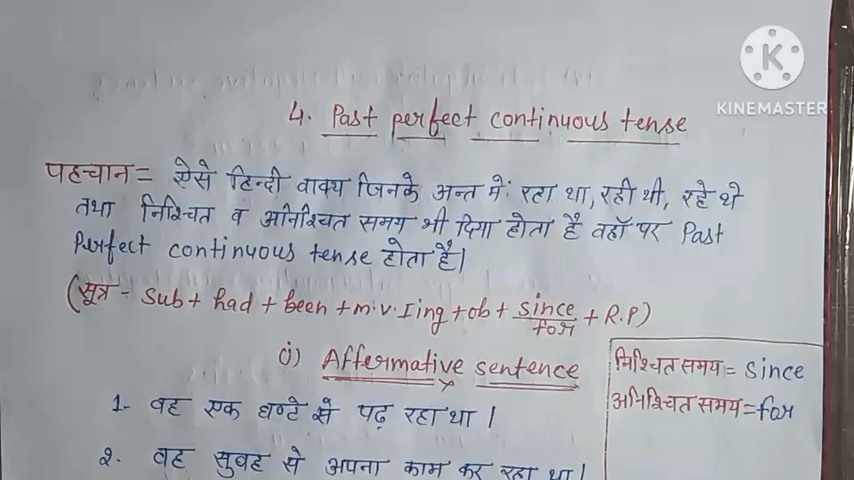 K
KINEMASTER
4. Past perfect continuous tense
पहचान = ऐसे हिन्दी वाक्य जिनके अन्त में रहा था, रही थी, रहे थे
तथा निश्चित व अनिश्चित समय भी दिया होता है वहाँ पर Past
Perfect continuous tense होता है।
(सूत्र = Sub + had + been + m.v. I ing + ob + since/for + R.P)
(i) Affermative sentence
निश्चित समय = since
अनिश्चित समय = for
1- वह एक घण्टे से पढ़ रहा था।
२. वह सुबह से अपना काम कर रहा था।